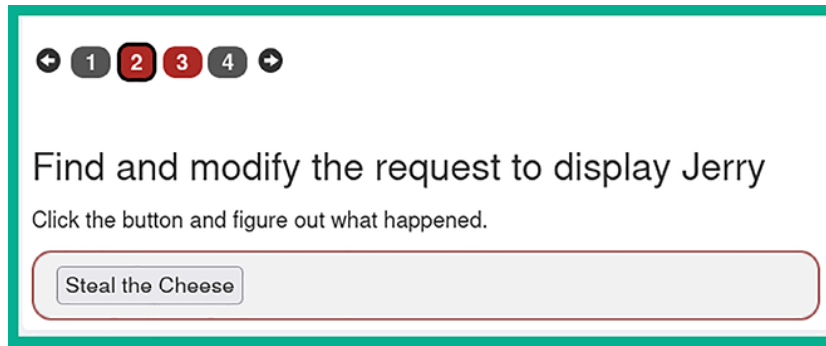 1 2 3 4
Find and modify the request to display Jerry
Click the button and figure out what happened.
Steal the Cheese